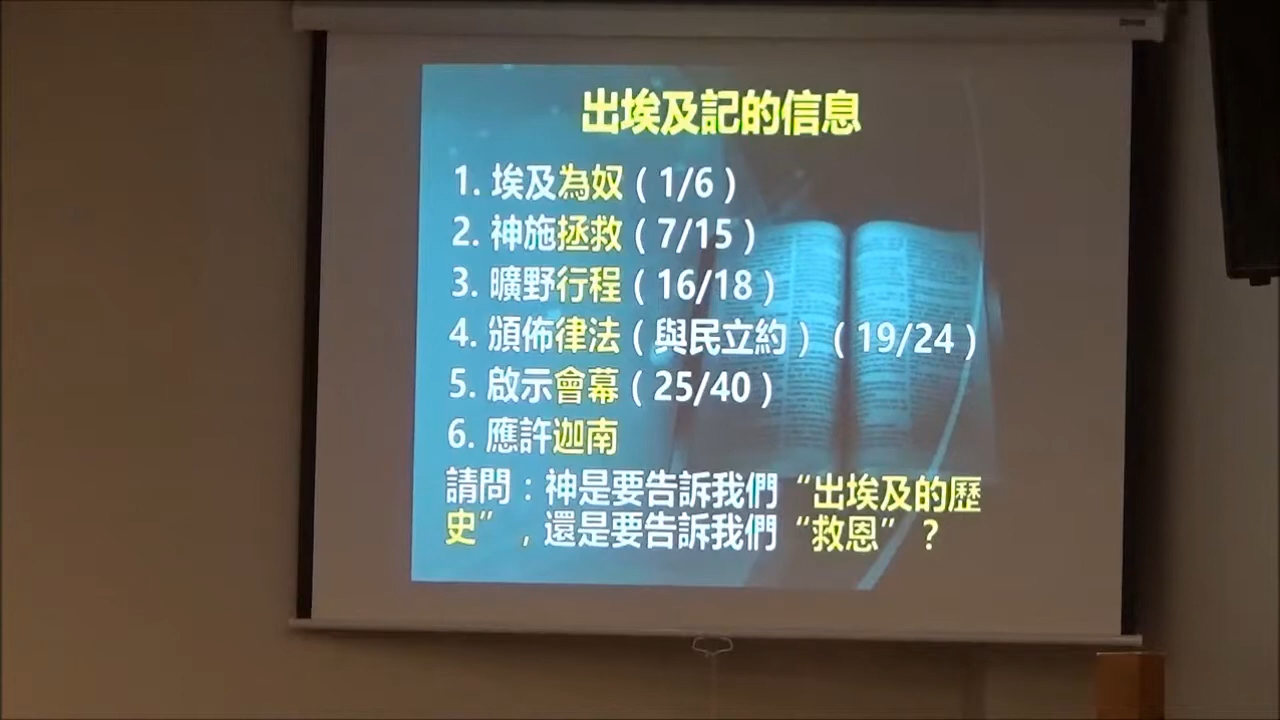 出埃及記的信息
1. 埃及為奴（1/6）
2. 神施拯救（7/15）
3. 曠野行程（16/18）
4. 頒佈律法（與民立約）（19/24）
5. 啟示會幕（25/40）
6. 應許迦南
請問：神是要告訴我們“出埃及的歷
史”，還是要告訴我們“救恩”？